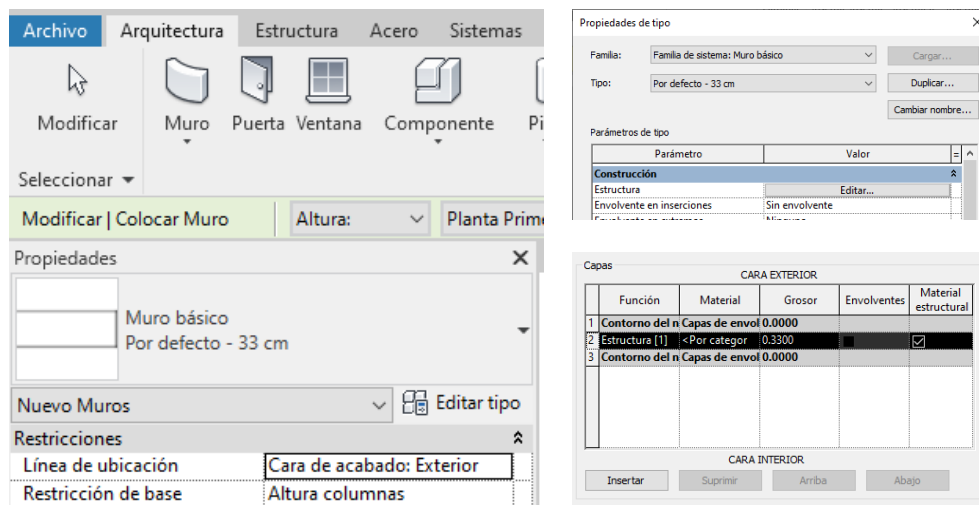 Archivo Arquitectura Estructura Acero Sistemas
Modificar Muro Puerta Ventana Componente
Seleccionar
Modificar | Colocar Muro Altura: Planta
Propiedades
Muro básico
Por defecto - 33 cm
Nuevo Muros Editar tipo
Restricciones
Línea de ubicación Cara de acabado: Exterior
Restricción de base Altura columnas
Propiedades de tipo
Familia: Familia de sistema: Muro básico Cargar...
Tipo: Por defecto - 33 cm Duplicar...
Cambiar nombre...
Parámetros de tipo
Parámetro Valor =
Construcción
Estructura Editar...
Envolvente en inserciones Sin envolvente
Capas
CARA EXTERIOR
Función Material Grosor Envolventes Material estructural
1 Contorno del n Capas de envol 0.0000
2 Estructura [1] <Por categor 0.3300
3 Contorno del n Capas de envol 0.0000
CARA INTERIOR
Insertar Suprimir Arriba Abajo